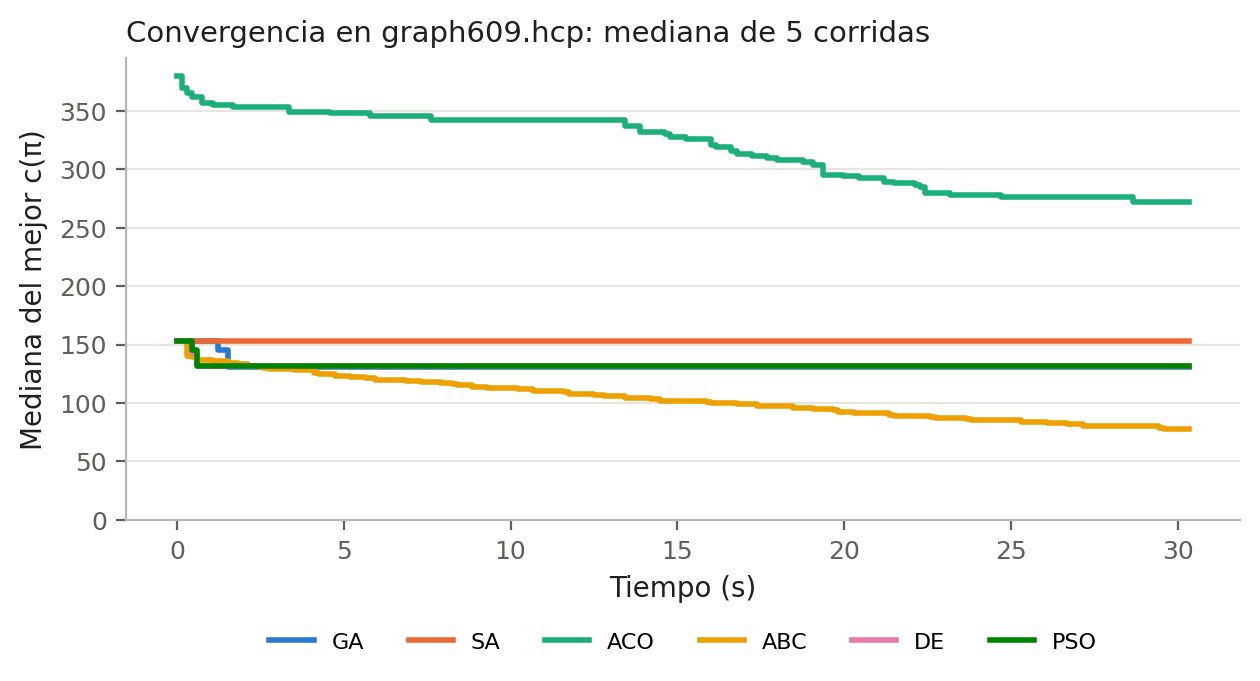 Convergencia en graph609.hcp: mediana de 5 corridas
Mediana del mejor c(π)
350
300
250
200
150
100
50
0
0 5 10 15 20 25 30
Tiempo (s)
GA SA ACO ABC DE PSO